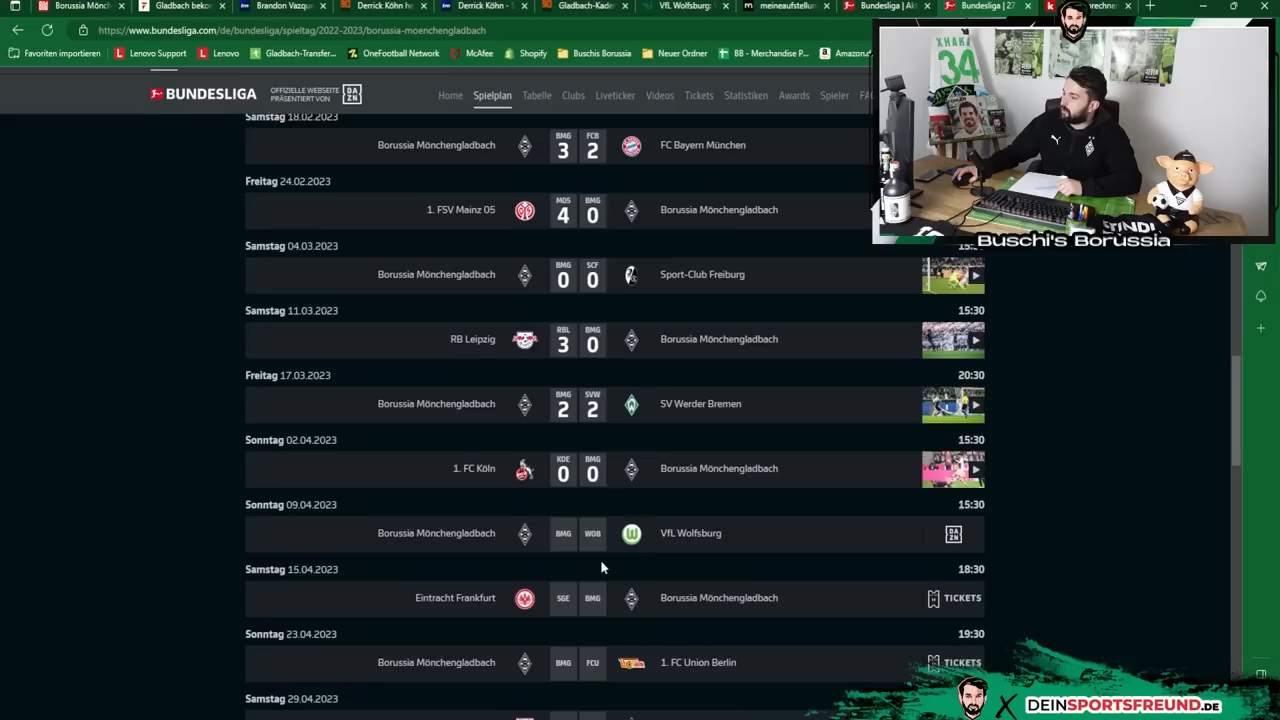 Borussia Mönch
Gladbach beko
Brandon Vazque
Derrick Köhn he
Derrick Köhn - S
Gladbach-Kade
VfL Wolfsburg
meineaufstellu
Bundesliga | Ak
Bundesliga | 27
https://www.bundesliga.com/de/bundesliga/spieltag/2022-2023/borussia-moenchengladbach
Favoriten importieren
Lenovo Support
Lenovo
Gladbach-Transfer...
OneFootball Network
McAfee
Shopify
Buschis Borussia
Neuer Ordner
BB - Merchandise P...
Amazon
BUNDESLIGA
OFFIZIELLE WEBSEITE
PRÄSENTIERT VON
DAZN
Home Spielplan Tabelle Clubs Liveticker Videos Tickets Statistiken Awards Spieler
XHAKA
34
Buschi's Borussia
Samstag 18.02.2023
Borussia Mönchengladbach BMG 3 FCB 2 FC Bayern München
Freitag 24.02.2023
1. FSV Mainz 05 M05 4 BMG 0 Borussia Mönchengladbach
Samstag 04.03.2023
Borussia Mönchengladbach BMG 0 SCF 0 Sport-Club Freiburg
Samstag 11.03.2023 15:30
RB Leipzig RBL 3 BMG 0 Borussia Mönchengladbach
Freitag 17.03.2023 20:30
Borussia Mönchengladbach BMG 2 SVW 2 SV Werder Bremen
Sonntag 02.04.2023 15:30
1. FC Köln KOE 0 BMG 0 Borussia Mönchengladbach
Sonntag 09.04.2023 15:30
Borussia Mönchengladbach BMG WOB VfL Wolfsburg DAZN
Samstag 15.04.2023 18:30
Eintracht Frankfurt SGE BMG Borussia Mönchengladbach TICKETS
Sonntag 23.04.2023 19:30
Borussia Mönchengladbach BMG FCU 1. FC Union Berlin TICKETS
Samstag 29.04.2023
X DEINSPORTSFREUND.DE